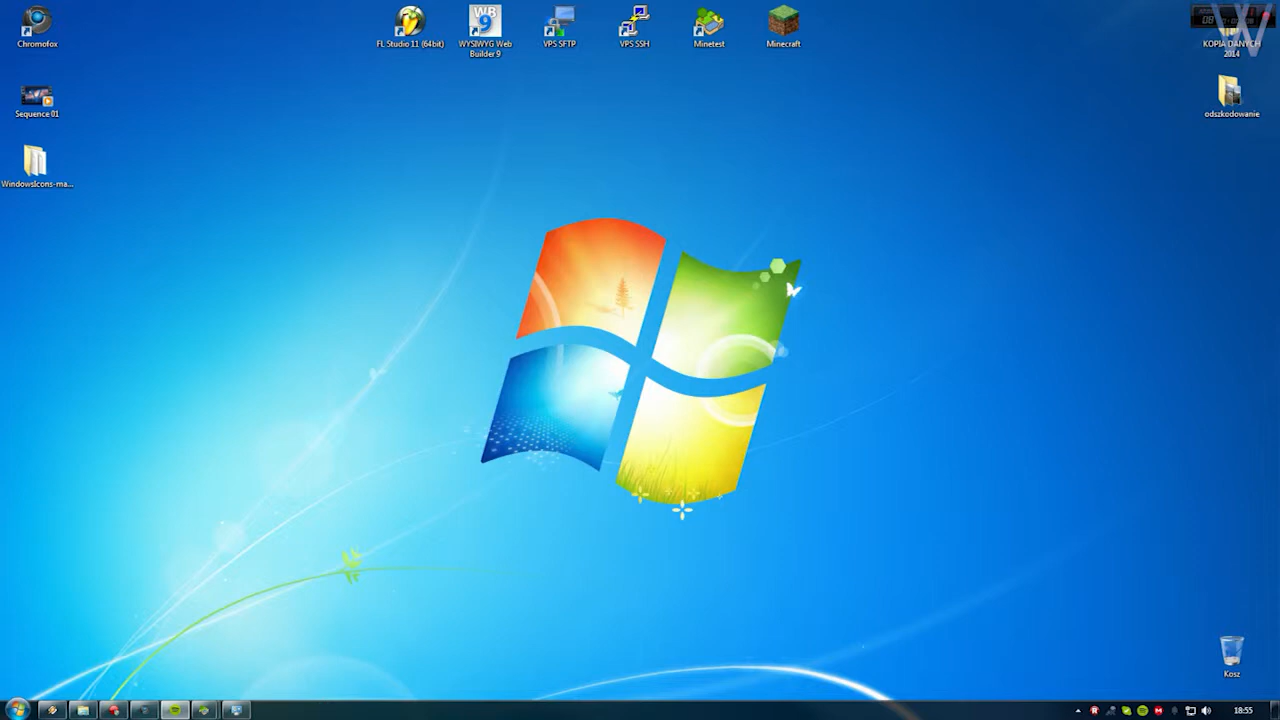 Chromofox
FL Studio 11 (64bit)
WYSIWYG Web
Builder 9
VPS SFTP
VPS SSH
Minetest
Minecraft
KOPIA DANYCH
2014
Sequence 01
odszkodowanie
WindowsIcons-ma...
Kosz
18:55